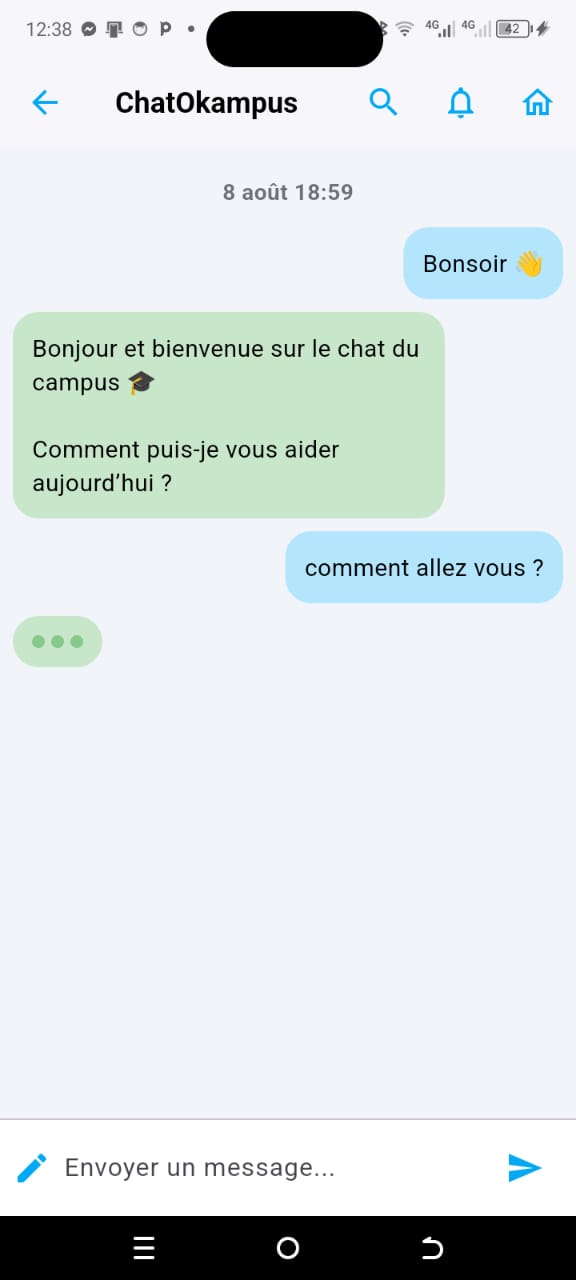 12:38
4G 4G 42
ChatOkampus
8 août 18:59
Bonsoir 👋
Bonjour et bienvenue sur le chat du
campus 🎓
Comment puis-je vous aider
aujourd’hui ?
comment allez vous ?
Envoyer un message...